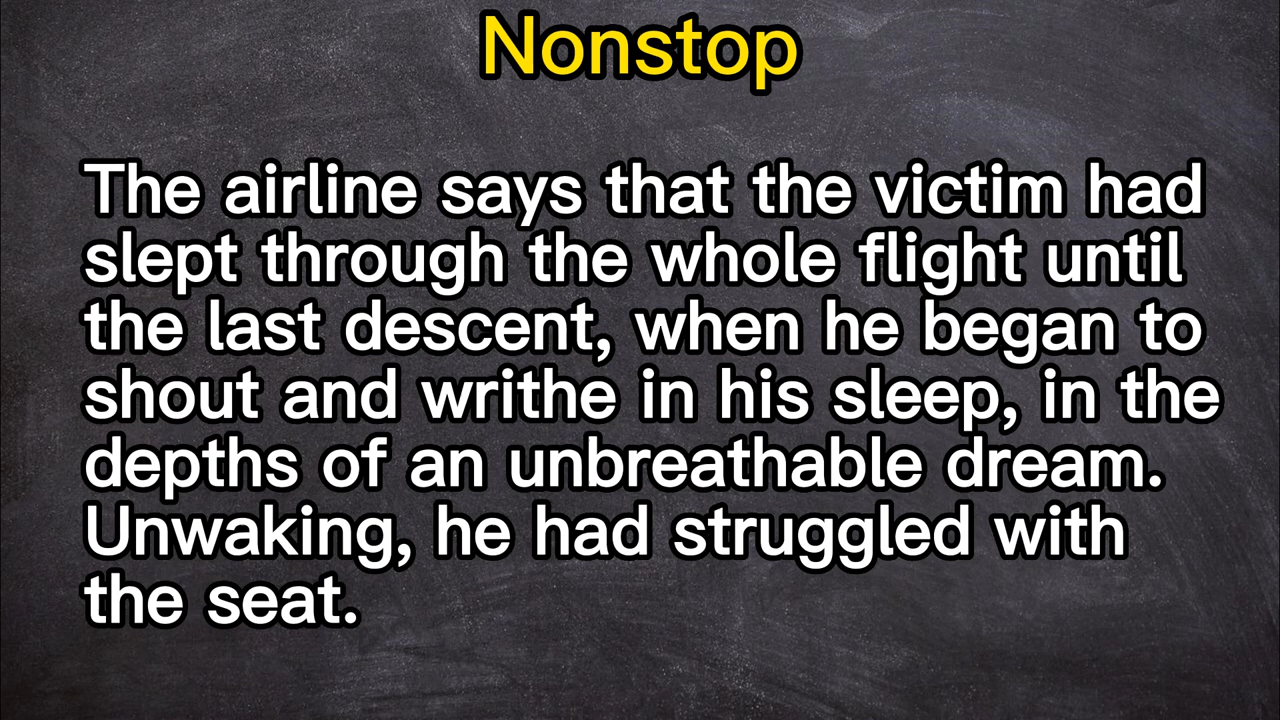 Nonstop
The airline says that the victim had
slept through the whole flight until
the last descent, when he began to
shout and writhe in his sleep, in the
depths of an unbreathable dream.
Unwaking, he had struggled with
the seat.